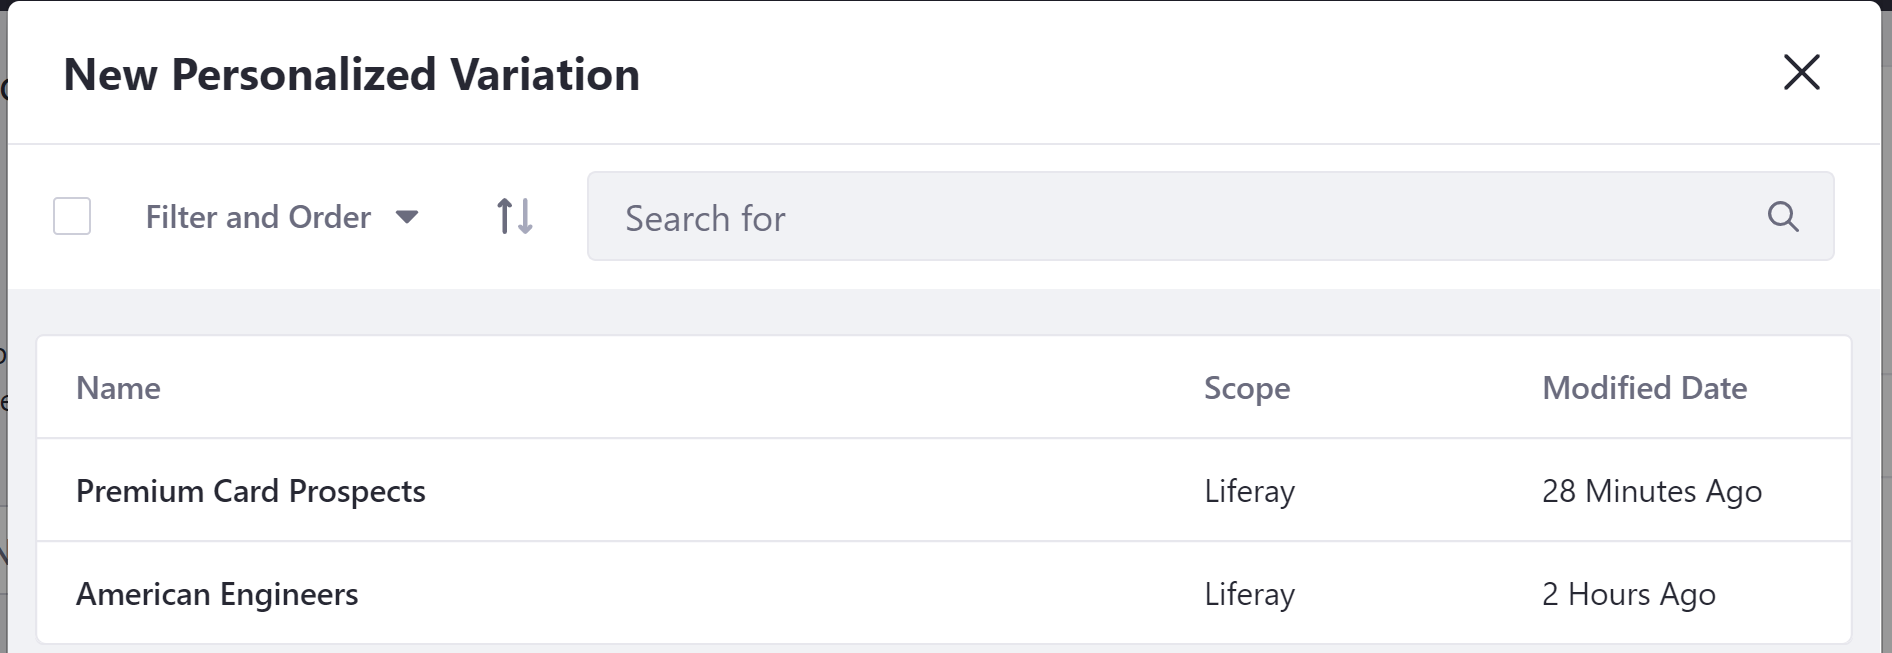 New Personalized Variation
Filter and Order
Search for
Name Scope Modified Date
Premium Card Prospects Liferay 28 Minutes Ago
American Engineers Liferay 2 Hours Ago